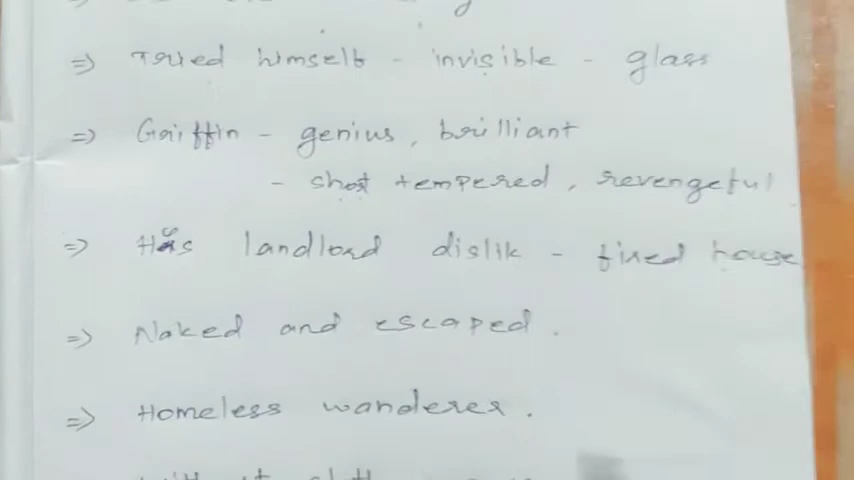 ⇒ Tried himself - invisible - glass
⇒ Griffin - genius, brilliant
- short tempered, revengeful
⇒ His landload dislik - fired house
⇒ Naked and escaped.
⇒ Homeless wanderer.